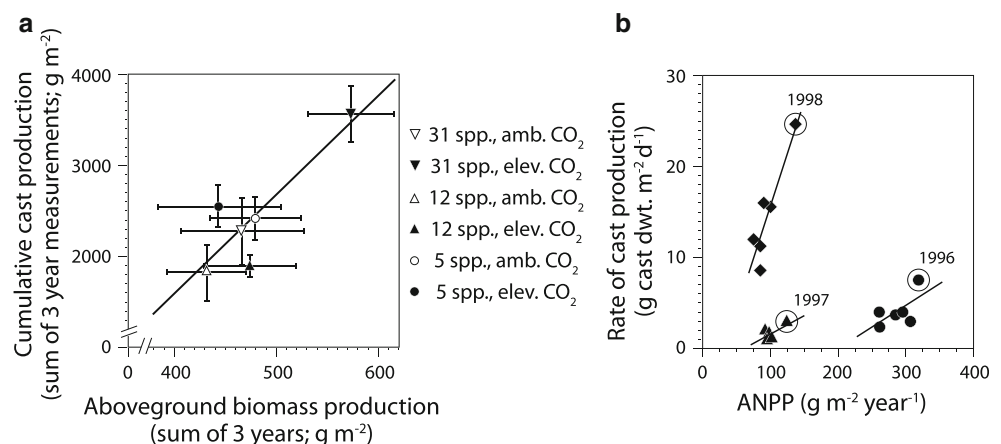 a
Cumulative cast production
(sum of 3 year measurements; g m⁻²)
4000
3000
2000
0
0
400
500
600
Aboveground biomass production
(sum of 3 years; g m⁻²)
31 spp., amb. CO₂
31 spp., elev. CO₂
12 spp., amb. CO₂
12 spp., elev. CO₂
5 spp., amb. CO₂
5 spp., elev. CO₂
b
Rate of cast production
(g cast dwt. m⁻² d⁻¹)
30
20
10
0
1998
1997
1996
0
100
200
300
400
ANPP (g m⁻² year⁻¹)